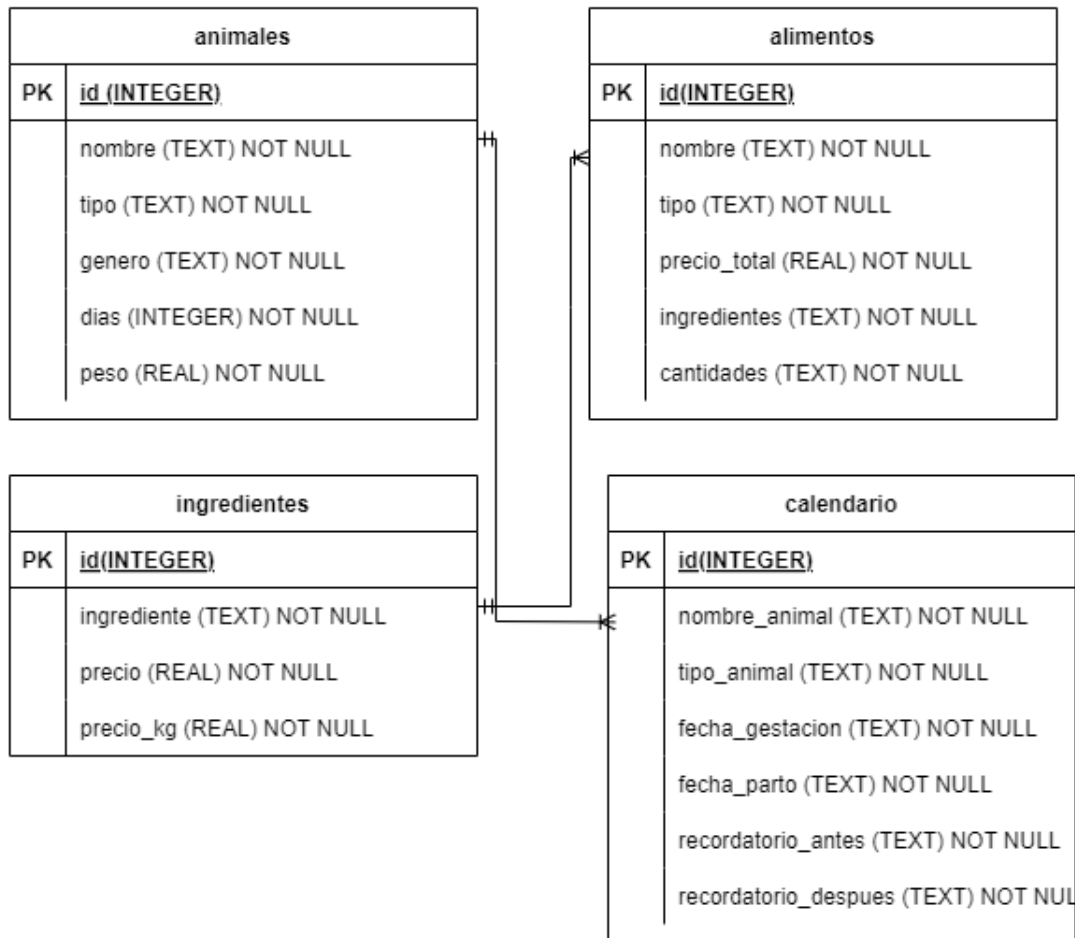 animales
PK id (INTEGER)
nombre (TEXT) NOT NULL
tipo (TEXT) NOT NULL
genero (TEXT) NOT NULL
dias (INTEGER) NOT NULL
peso (REAL) NOT NULL
alimentos
PK id(INTEGER)
nombre (TEXT) NOT NULL
tipo (TEXT) NOT NULL
precio_total (REAL) NOT NULL
ingredientes (TEXT) NOT NULL
cantidades (TEXT) NOT NULL
ingredientes
PK id(INTEGER)
ingrediente (TEXT) NOT NULL
precio (REAL) NOT NULL
precio_kg (REAL) NOT NULL
calendario
PK id(INTEGER)
nombre_animal (TEXT) NOT NULL
tipo_animal (TEXT) NOT NULL
fecha_gestacion (TEXT) NOT NULL
fecha_parto (TEXT) NOT NULL
recordatorio_antes (TEXT) NOT NULL
recordatorio_despues (TEXT) NOT NUL